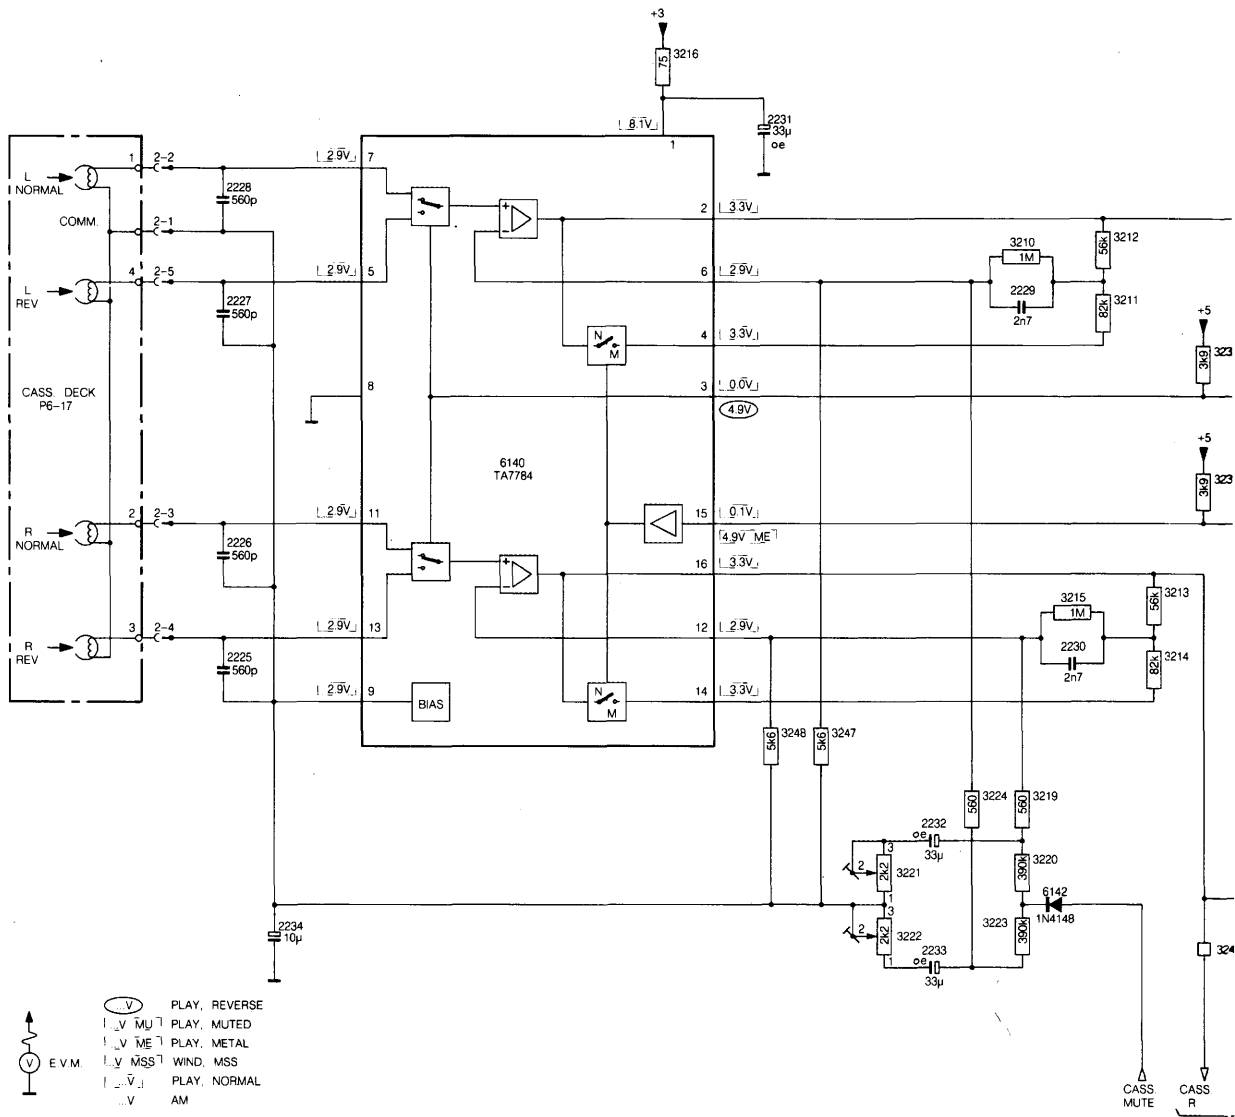 +3
75 3216
8.1V
2231
33µ
oe
1
1 2-2
2.9V 7
L
NORMAL
2228
560p
COMM. 2-1
4 2-5
2.9V 5
L
REV
2227
560p
+
−
2 3.3V
3210
1M
56k 3212
6 2.9V
2229
2n7
82k 3211
N
M
4 3.3V
+5
3k9 323
8
3 0.0V
4.9V
CASS. DECK
P6-17
6140
TA7784
+5
3k9 323
2 2-3
2.9V 11
15 0.1V
4.9V ME
R
NORMAL
2226
560p
+
−
16 3.3V
3215
1M
56k 3213
3 2-4
2.9V 13
12 2.9V
2230
2n7
82k 3214
R
REV
2225
560p
2.9V 9
BIAS
N
M
14 3.3V
5k6 3248
5k6 3247
560 3224
560 3219
2232
oe
33µ
3
2
2k2 3221
1
390k 3220
6142
1N4148
3
2
2k2 3222
1
3223 390k
2233
oe
33µ
2234
10µ
324
...V PLAY, REVERSE
...V MU PLAY, MUTED
...V ME PLAY, METAL
...V MSS WIND, MSS
...V PLAY, NORMAL
...V AM
V E.V.M.
CASS.
MUTE
CASS
R